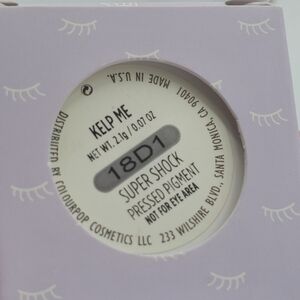 KELP ME
NET WT. 2.1g / 0.07 OZ
18D1
SUPER SHOCK
PRESSED PIGMENT
NOT FOR EYE AREA
DISTRIBUTED BY COLOURPOP COSMETICS LLC 233 WILSHIRE BLVD., SANTA MONICA, CA 90401
MADE IN U.S.A.